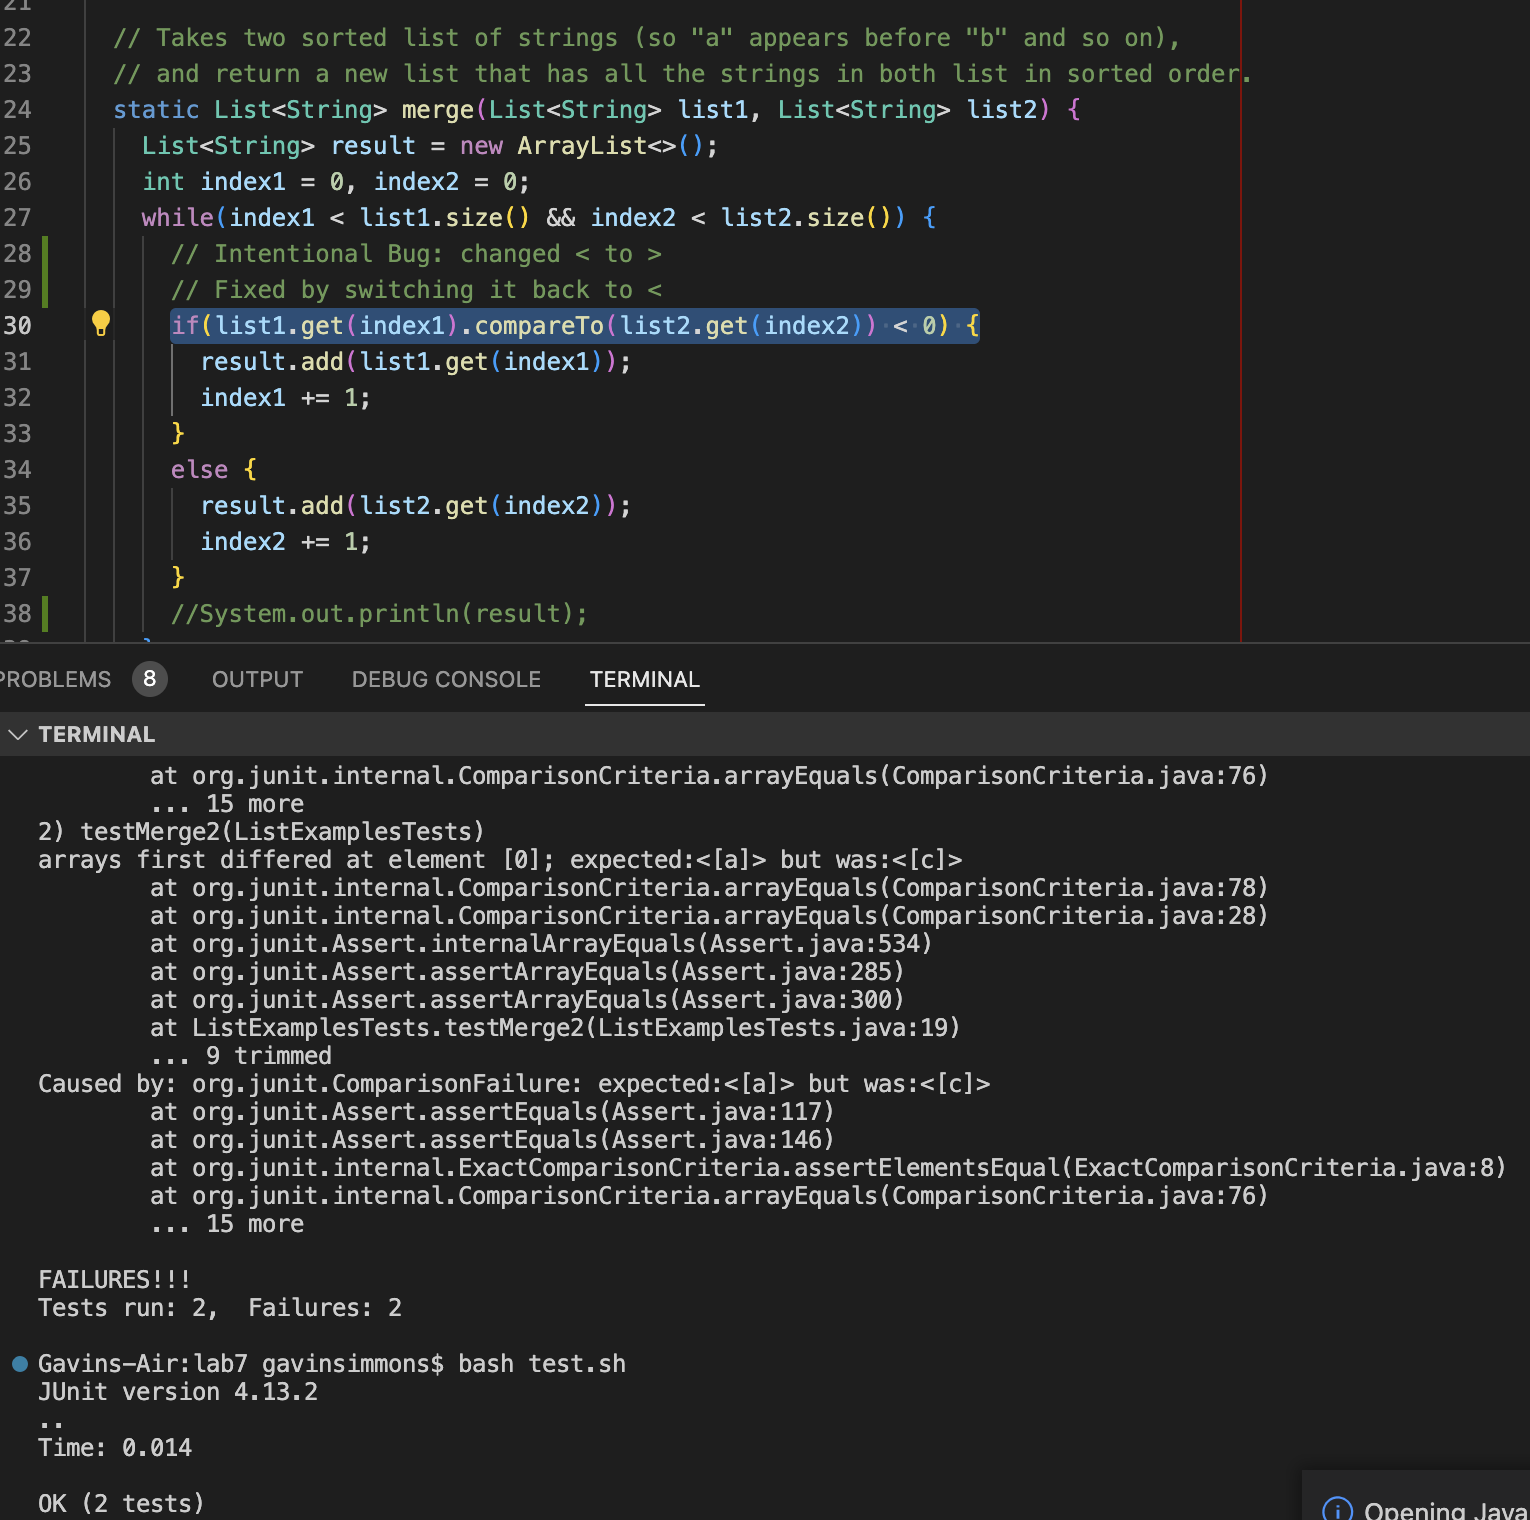 21
22 // Takes two sorted list of strings (so "a" appears before "b" and so on),
23 // and return a new list that has all the strings in both list in sorted order.
24 static List<String> merge(List<String> list1, List<String> list2) {
25 List<String> result = new ArrayList<>();
26 int index1 = 0, index2 = 0;
27 while(index1 < list1.size() && index2 < list2.size()) {
28 // Intentional Bug: changed < to >
29 // Fixed by switching it back to <
30 if(list1.get(index1).compareTo(list2.get(index2)) < 0) {
31 result.add(list1.get(index1));
32 index1 += 1;
33 }
34 else {
35 result.add(list2.get(index2));
36 index2 += 1;
37 }
38 //System.out.println(result);
PROBLEMS 8 OUTPUT DEBUG CONSOLE TERMINAL
TERMINAL
at org.junit.internal.ComparisonCriteria.arrayEquals(ComparisonCriteria.java:76)
... 15 more
2) testMerge2(ListExamplesTests)
arrays first differed at element [0]; expected:<[a]> but was:<[c]>
at org.junit.internal.ComparisonCriteria.arrayEquals(ComparisonCriteria.java:78)
at org.junit.internal.ComparisonCriteria.arrayEquals(ComparisonCriteria.java:28)
at org.junit.Assert.internalArrayEquals(Assert.java:534)
at org.junit.Assert.assertArrayEquals(Assert.java:285)
at org.junit.Assert.assertArrayEquals(Assert.java:300)
at ListExamplesTests.testMerge2(ListExamplesTests.java:19)
... 9 trimmed
Caused by: org.junit.ComparisonFailure: expected:<[a]> but was:<[c]>
at org.junit.Assert.assertEquals(Assert.java:117)
at org.junit.Assert.assertEquals(Assert.java:146)
at org.junit.internal.ExactComparisonCriteria.assertElementsEqual(ExactComparisonCriteria.java:8)
at org.junit.internal.ComparisonCriteria.arrayEquals(ComparisonCriteria.java:76)
... 15 more
FAILURES!!!
Tests run: 2,  Failures: 2
Gavins-Air:lab7 gavinsimmons$ bash test.sh
JUnit version 4.13.2
..
Time: 0.014
OK (2 tests)
Opening Java